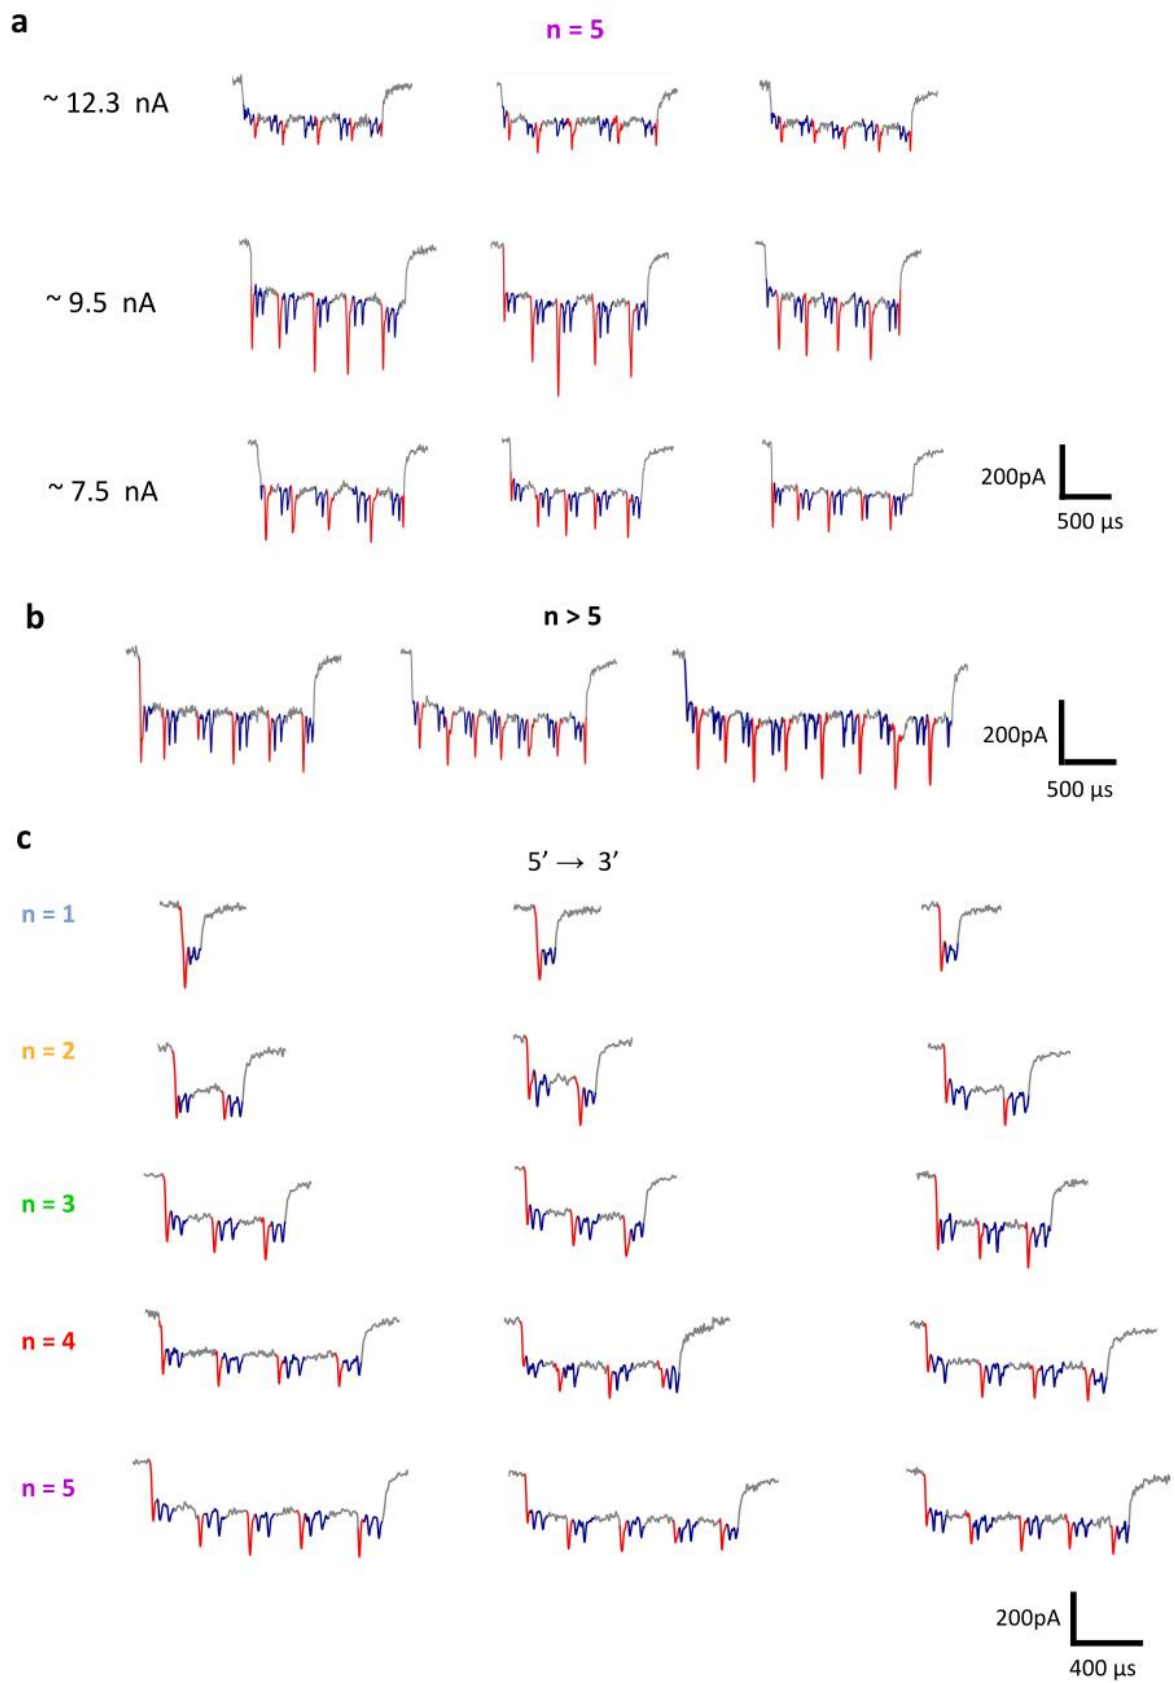 a
n = 5
~ 12.3 nA
~ 9.5 nA
~ 7.5 nA
200pA
500 µs
b
n > 5
200pA
500 µs
c
5’ → 3’
n = 1
n = 2
n = 3
n = 4
n = 5
200pA
400 µs